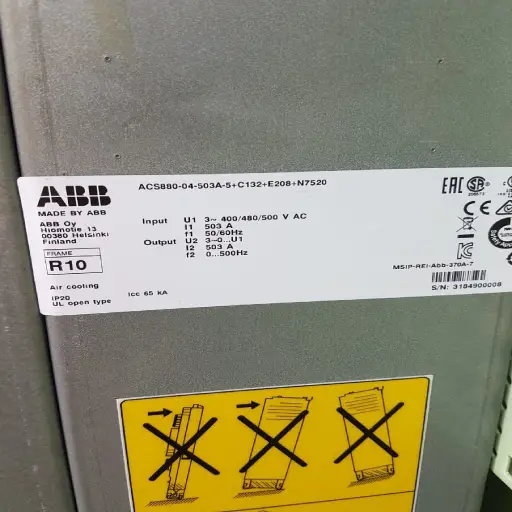 ABB
MADE BY ABB
ABB Oy
Hiomotie 13
00380 Helsinki
Finland
FRAME
R10
Air cooling
IP20
UL open type
ACS880-04-503A-5+C132+E208+N7520
Input U1 3~ 400/480/500 V AC
I1 503 A
f1 50/60Hz
Output U2 3~0...U1
I2 503 A
f2 0...500Hz
Icc 65 kA
EAC SA CE
MSIP-REI-Abb-370A-7
S/N: 3184900008